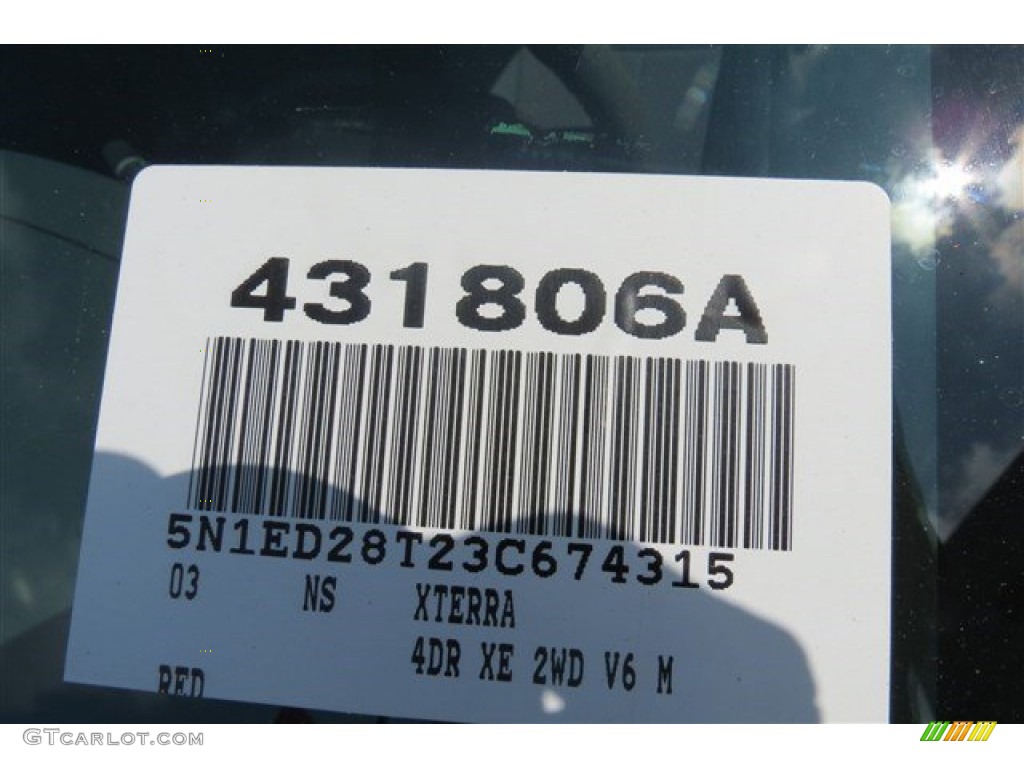 431806A
5N1ED28T23C674315
03 NS XTERRA
4DR XE 2WD V6 M
RED
GTCARLOT.COM